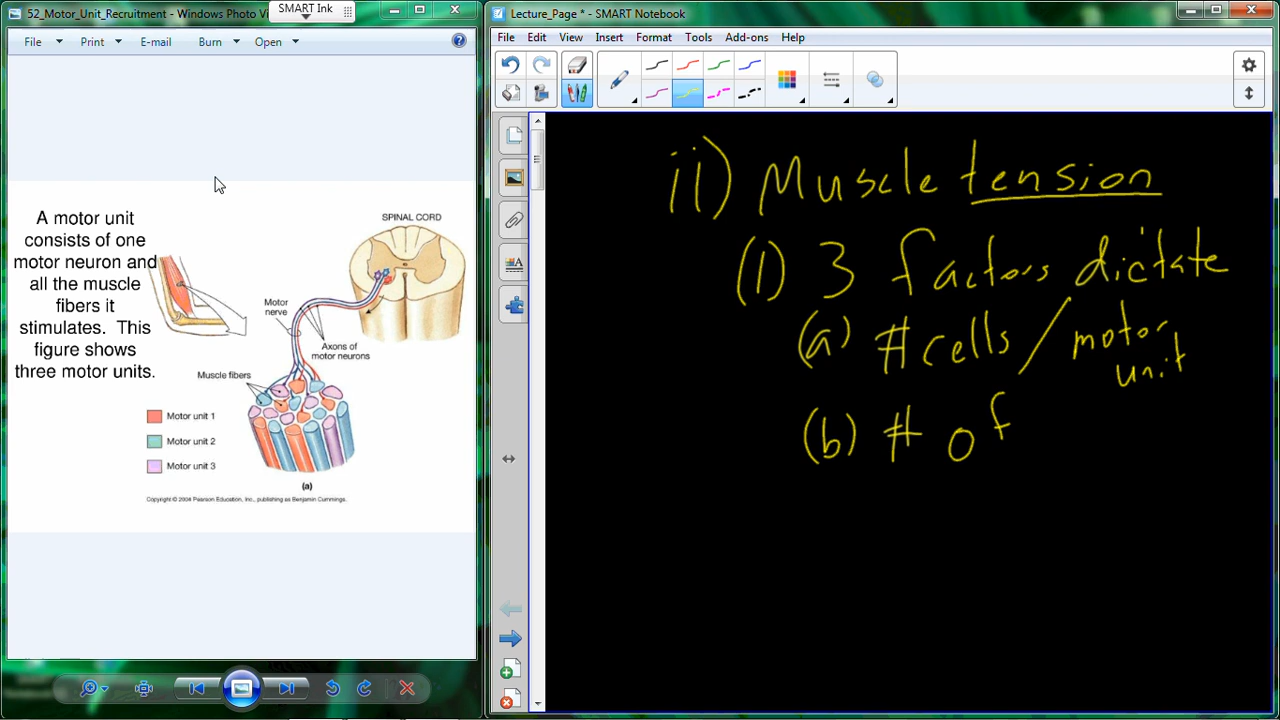 52_Motor_Unit_Recruitment - Windows Photo Vi
SMART Ink
File Print E-mail Burn Open
A motor unit
consists of one
motor neuron and
all the muscle
fibers it
stimulates. This
figure shows
three motor units.
SPINAL CORD
Motor
nerve
Axons of
motor neurons
Muscle fibers
Motor unit 1
Motor unit 2
Motor unit 3
(a)
Copyright © 2004 Pearson Education, Inc., publishing as Benjamin Cummings.
Lecture_Page * - SMART Notebook
File Edit View Insert Format Tools Add-ons Help
ii) Muscle tension
(1) 3 factors dictate
(a) # cells / motor
unit
(b) # of